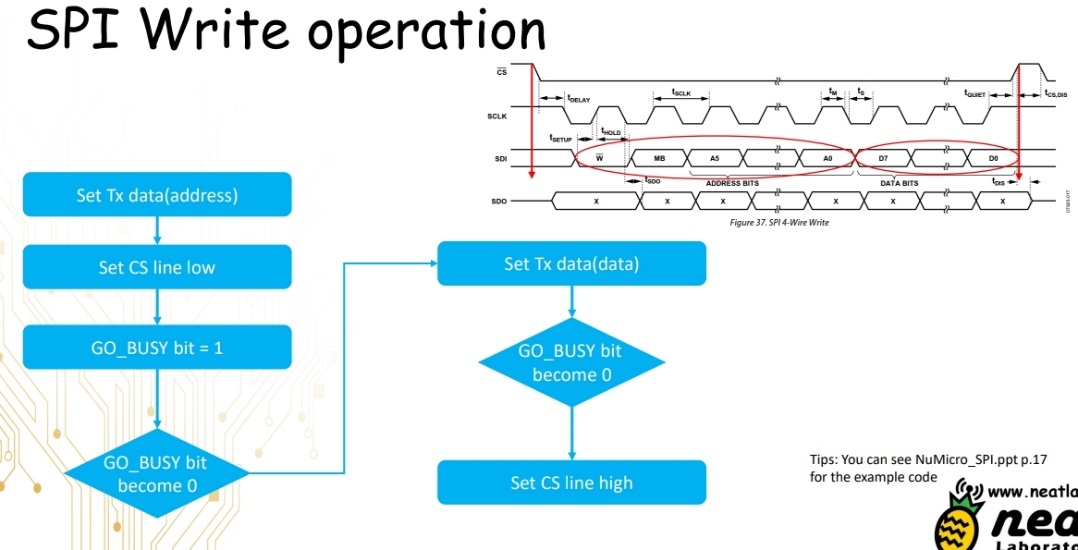 SPI Write operation
CS
tDELAY
tSCLK
tM
tS
tQUIET
tCS,DIS
SCLK
tSETUP
tHOLD
SDI
W
MB
A5
A0
D7
D0
tSDO
ADDRESS BITS
DATA BITS
tDIS
SDO
X
X
X
X
X
X
Figure 37. SPI 4-Wire Write
Set Tx data(address)
Set CS line low
GO_BUSY bit = 1
GO_BUSY bit
become 0
Set Tx data(data)
GO_BUSY bit
become 0
Set CS line high
Tips: You can see NuMicro_SPI.ppt p.17
for the example code
www.neatla
nea
Laborato